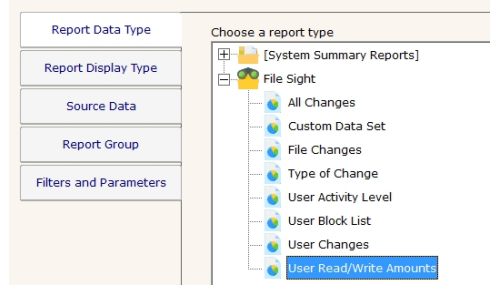 Report Data Type
Report Display Type
Source Data
Report Group
Filters and Parameters
Choose a report type
[System Summary Reports]
File Sight
All Changes
Custom Data Set
File Changes
Type of Change
User Activity Level
User Block List
User Changes
User Read/Write Amounts